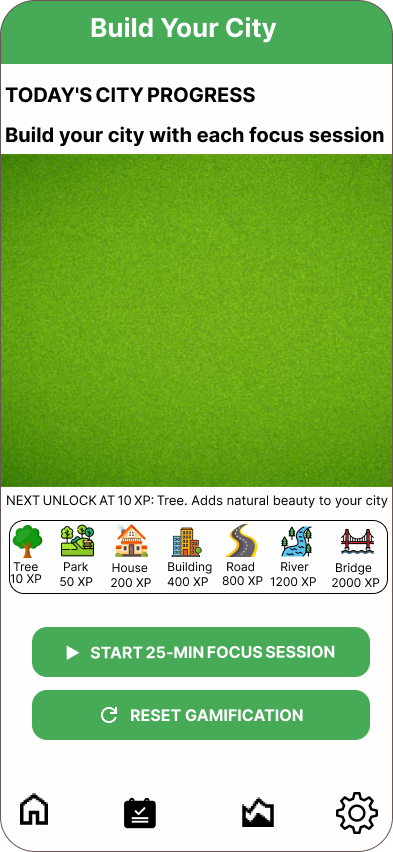 Build Your City
TODAY'S CITY PROGRESS
Build your city with each focus session
NEXT UNLOCK AT 10 XP: Tree. Adds natural beauty to your city
Tree Park House Building Road River Bridge
10 XP 50 XP 200 XP 400 XP 800 XP 1200 XP 2000 XP
START 25-MIN FOCUS SESSION
RESET GAMIFICATION